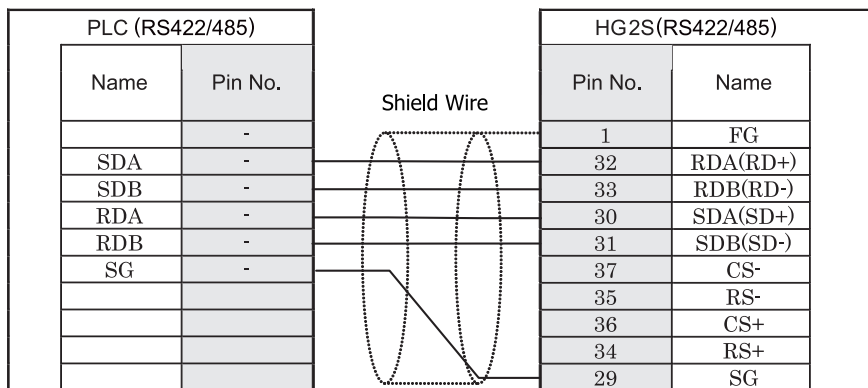 PLC (RS422/485)
HG2S(RS422/485)
Name Pin No.
Shield Wire
Pin No. Name
- 1 FG
SDA - 32 RDA(RD+)
SDB - 33 RDB(RD-)
RDA - 30 SDA(SD+)
RDB - 31 SDB(SD-)
SG - 37 CS-
35 RS-
36 CS+
34 RS+
29 SG